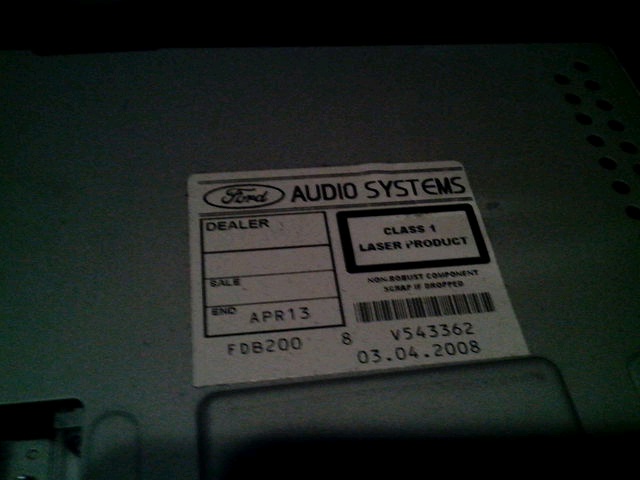 Ford AUDIO SYSTEMS
DEALER
CLASS 1
LASER PRODUCT
NON-ROBUST COMPONENT
SCRAP IF DROPPED
SALE
END APR13
V543362
FDB200 8
03.04.2008